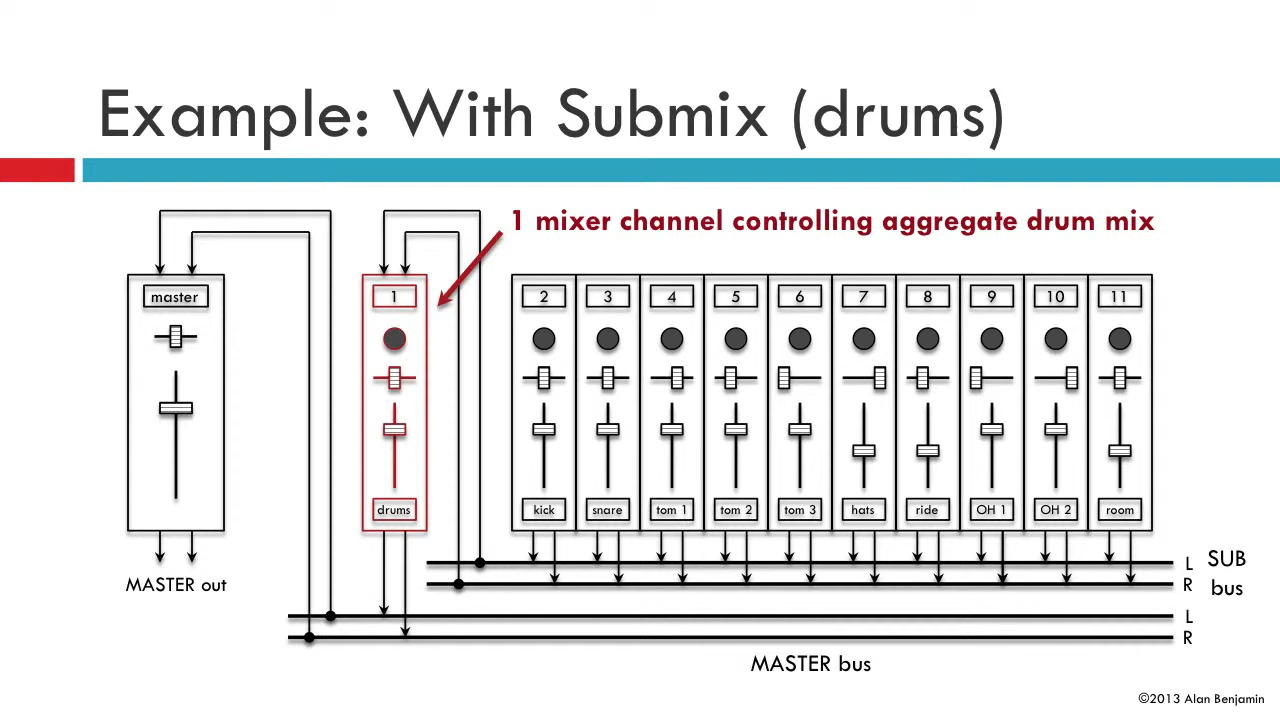 Example: With Submix (drums)
1 mixer channel controlling aggregate drum mix
master
1
2
3
4
5
6
7
8
9
10
11
drums
kick
snare
tom 1
tom 2
tom 3
hats
ride
OH 1
OH 2
room
MASTER out
L
R
SUB
bus
L
R
MASTER bus
©2013 Alan Benjamin